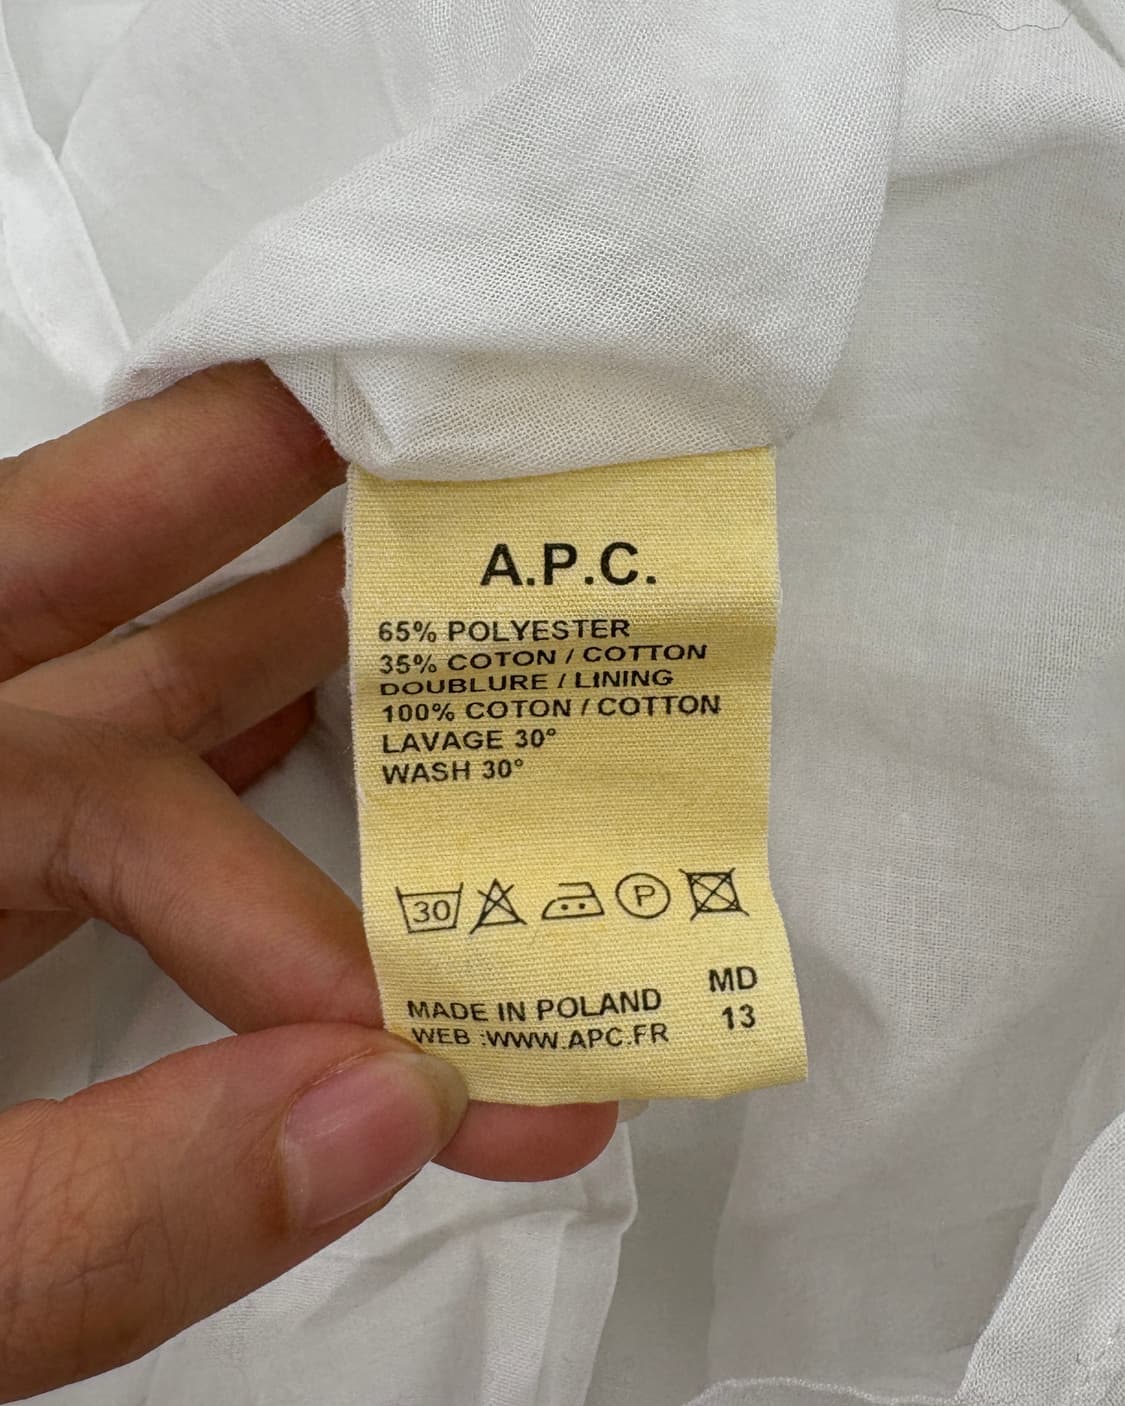 A.P.C.
65% POLYESTER
35% COTON / COTTON
DOUBLURE / LINING
100% COTON / COTTON
LAVAGE 30°
WASH 30°
30 P
MADE IN POLAND MD
WEB :WWW.APC.FR 13